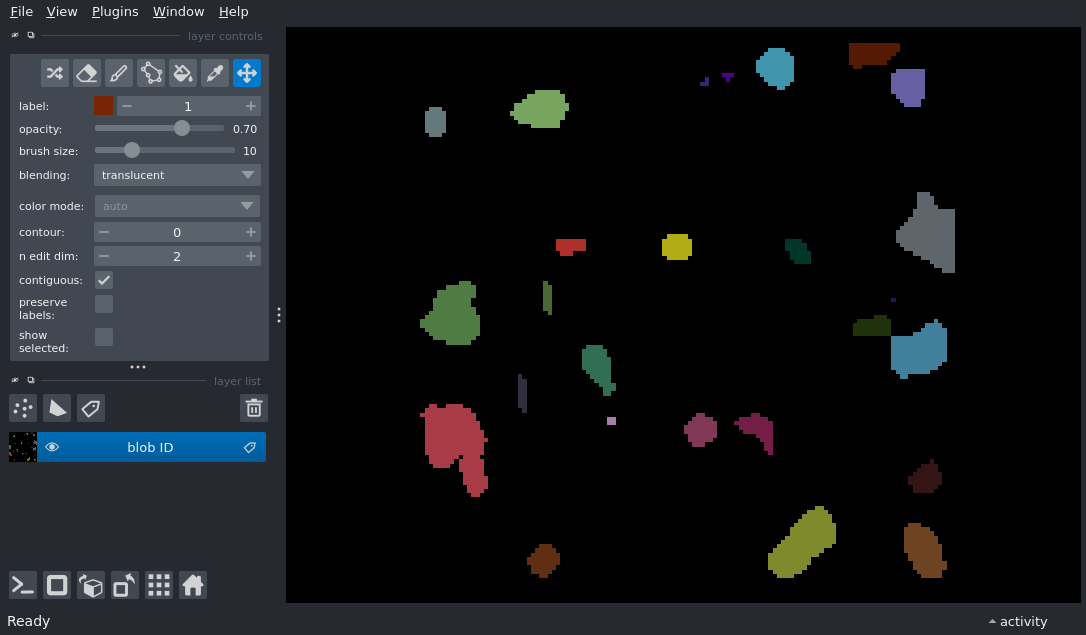 File View Plugins Window Help
layer controls
label: 1
opacity: 0.70
brush size: 10
blending: translucent
color mode: auto
contour: 0
n edit dim: 2
contiguous:
preserve
labels:
show
selected:
layer list
blob ID
Ready
activity